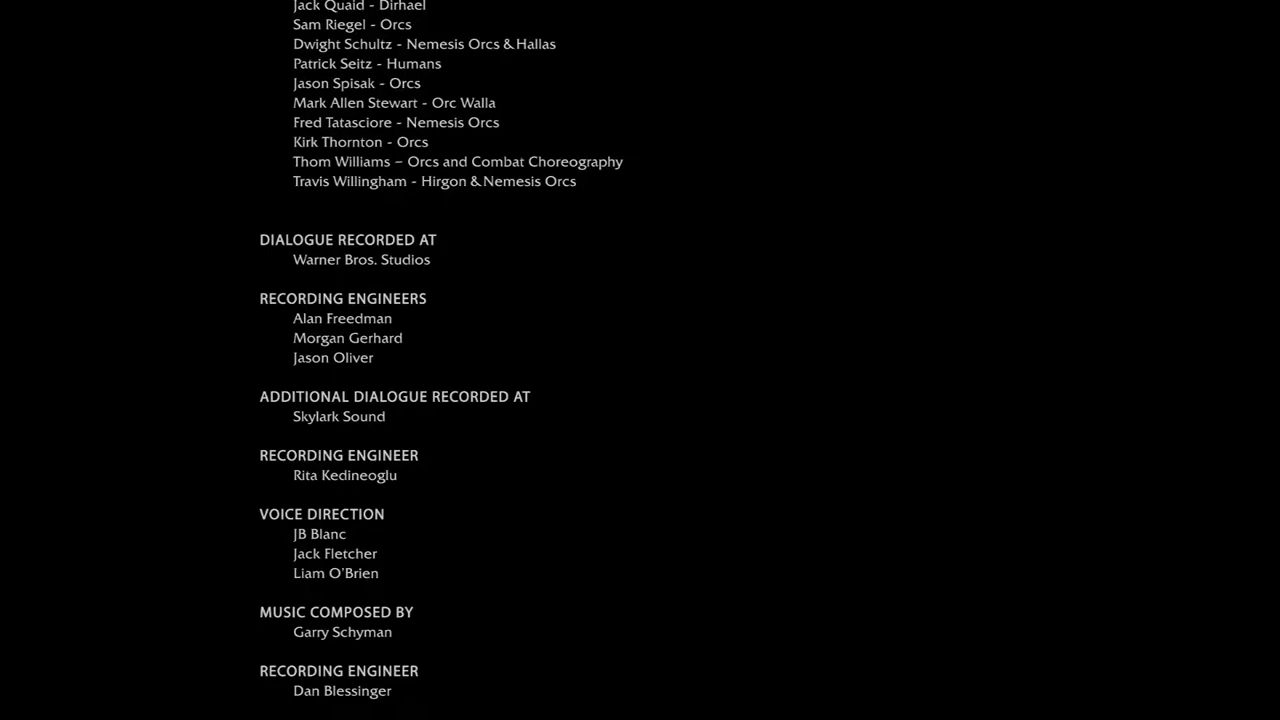 Jack Quaid - Dirhael
Sam Riegel - Orcs
Dwight Schultz - Nemesis Orcs & Hallas
Patrick Seitz - Humans
Jason Spisak - Orcs
Mark Allen Stewart - Orc Walla
Fred Tatasciore - Nemesis Orcs
Kirk Thornton - Orcs
Thom Williams – Orcs and Combat Choreography
Travis Willingham - Hirgon & Nemesis Orcs
DIALOGUE RECORDED AT
Warner Bros. Studios
RECORDING ENGINEERS
Alan Freedman
Morgan Gerhard
Jason Oliver
ADDITIONAL DIALOGUE RECORDED AT
Skylark Sound
RECORDING ENGINEER
Rita Kedineoglu
VOICE DIRECTION
JB Blanc
Jack Fletcher
Liam O'Brien
MUSIC COMPOSED BY
Garry Schyman
RECORDING ENGINEER
Dan Blessinger